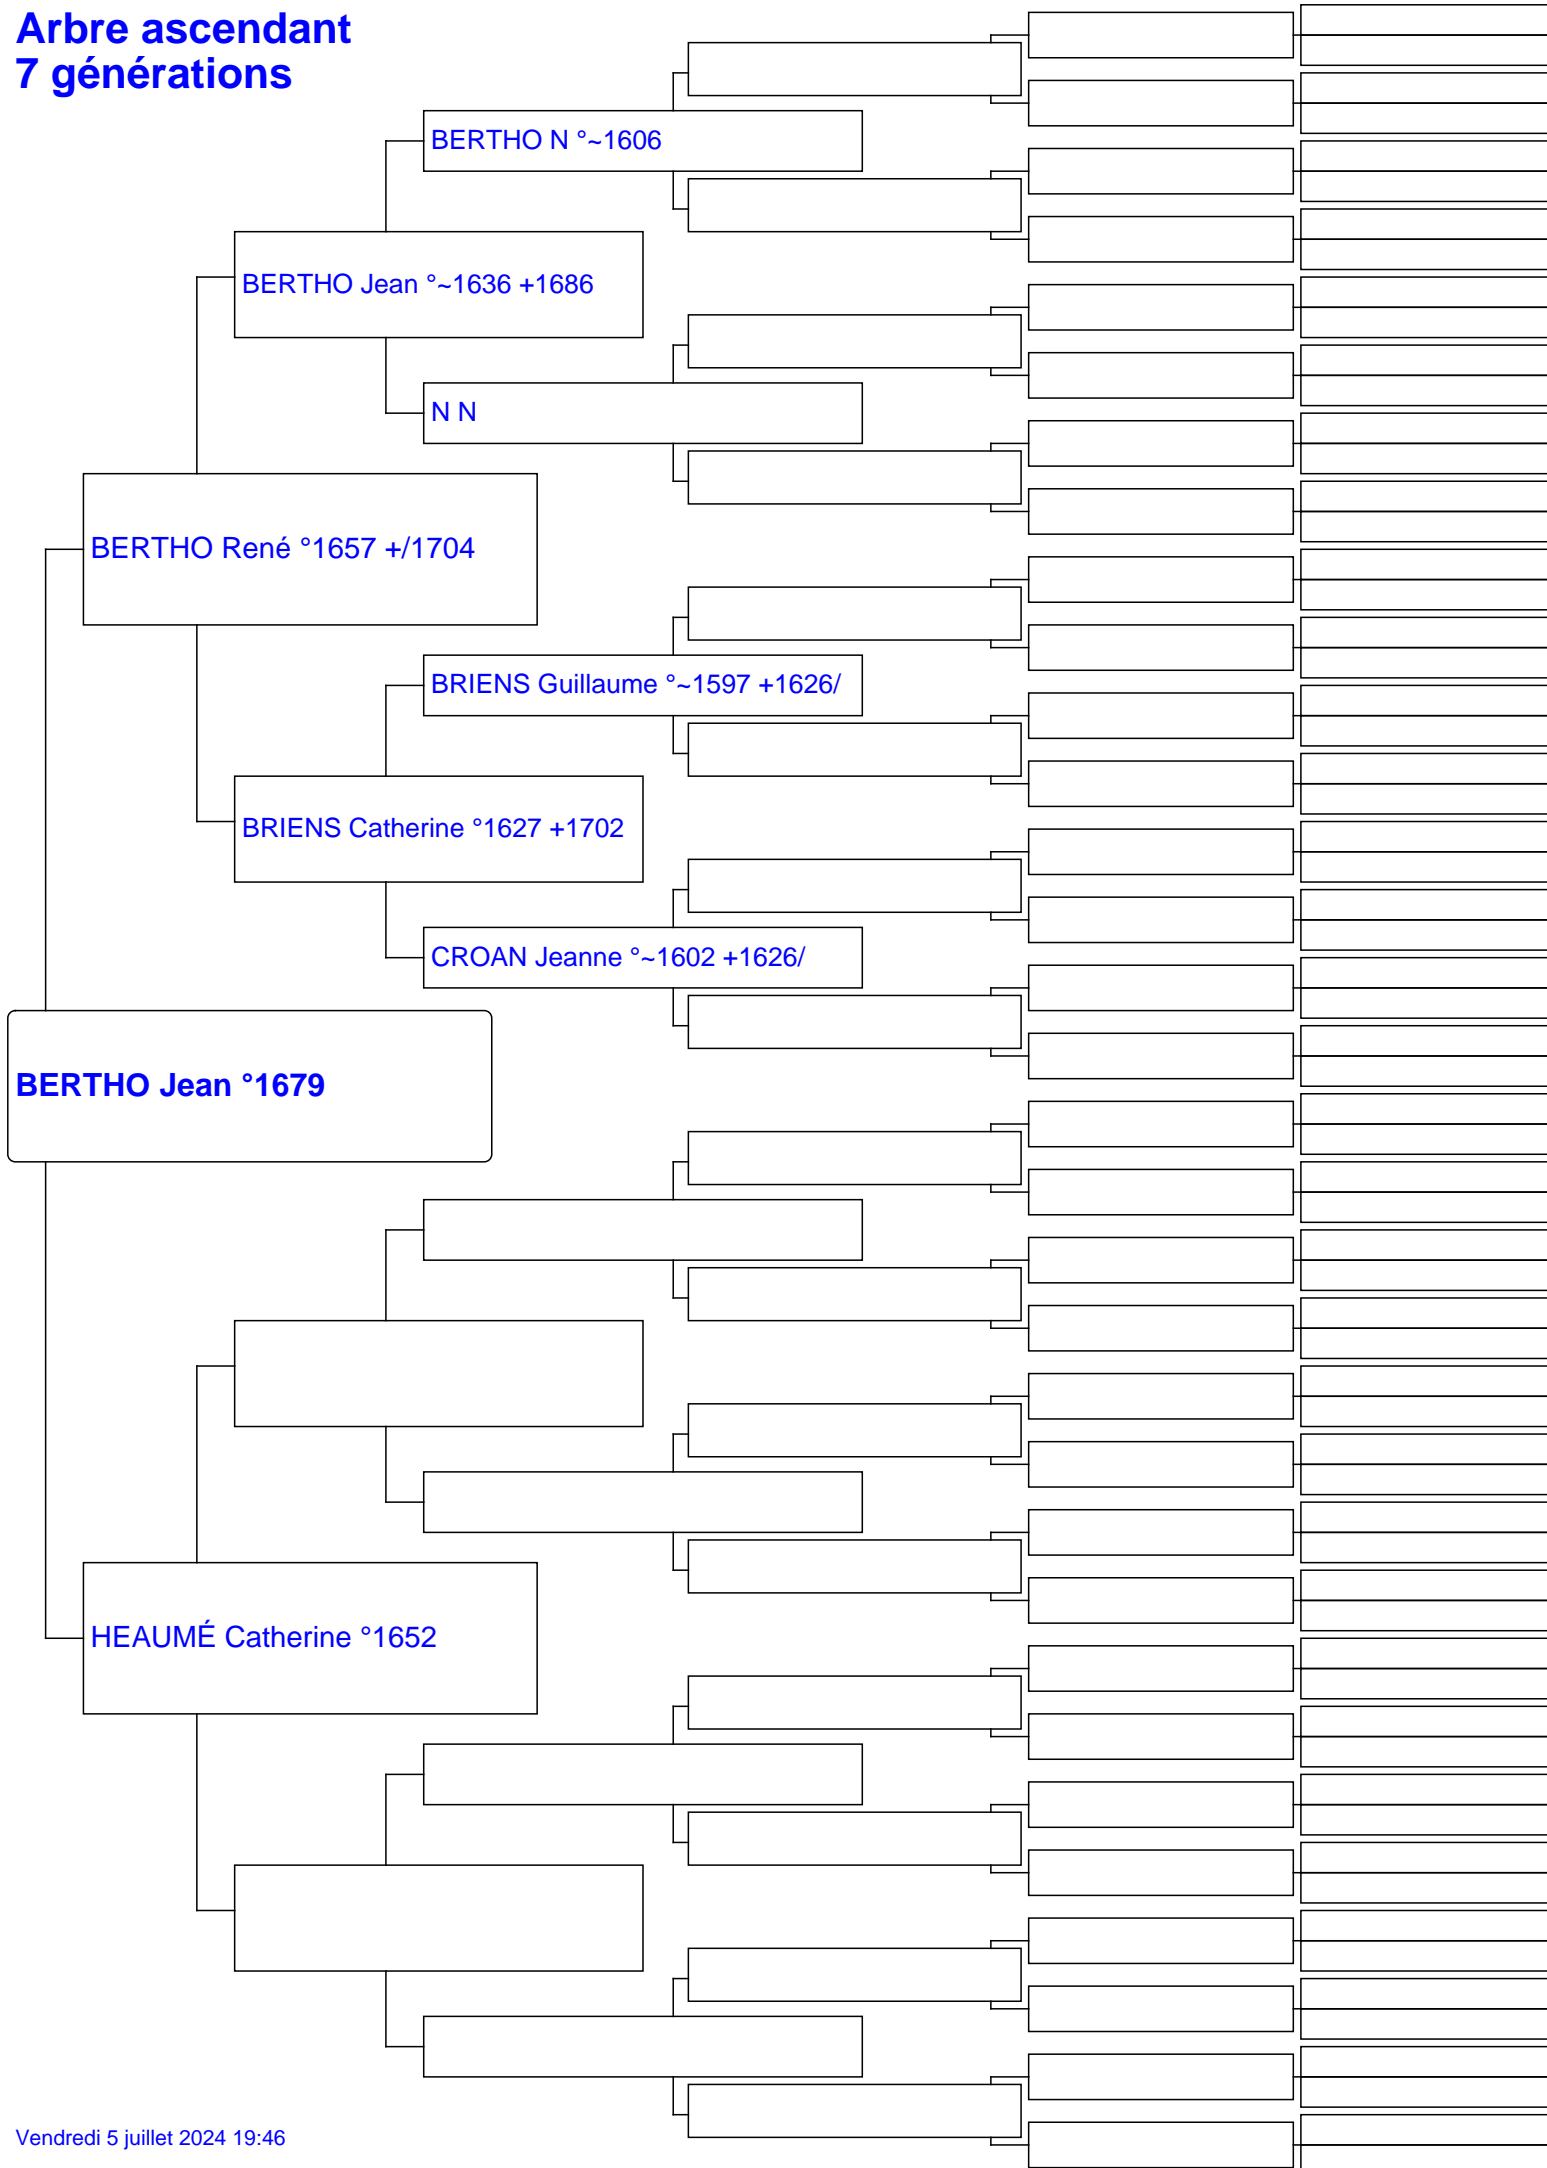 Arbre ascendant
7 générations
BERTHO N °~1606
BERTHO Jean °~1636 +1686
N N
BERTHO René °1657 +/1704
BRIENS Guillaume °~1597 +1626/
BRIENS Catherine °1627 +1702
CROAN Jeanne °~1602 +1626/
BERTHO Jean °1679
HEAUMÉ Catherine °1652
Vendredi 5 juillet 2024 19:46